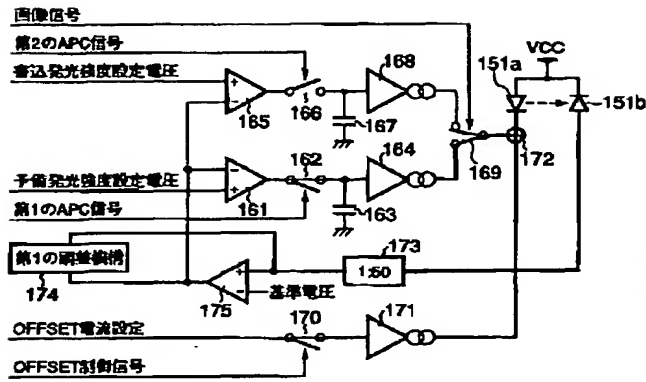 画像信号
第2のAPC信号
書込発光強度設定電圧
予備発光強度設定電圧
第1のAPC信号
第1の調整機構
174
基準電圧
OFFSET電流設定
OFFSET制御信号
165
166
167
168
161
162
163
164
169
151a
VCC
151b
172
173
1:50
175
170
171
+
−
−
+
+
−